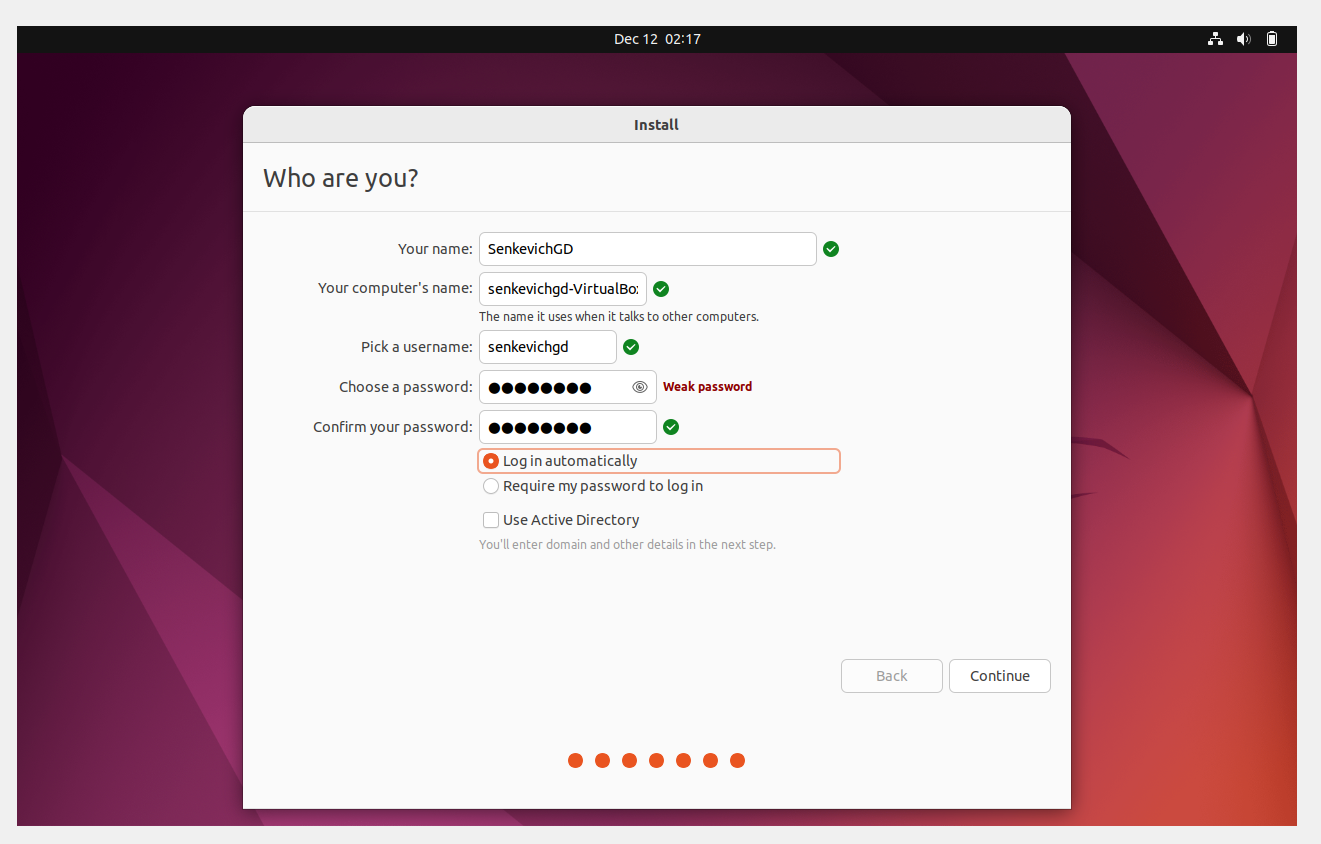 Dec 12 02:17
Install
Who are you?
Your name: SenkevichGD
Your computer's name: senkevichgd-VirtualBo
The name it uses when it talks to other computers.
Pick a username: senkevichgd
Choose a password: ●●●●●●●● Weak password
Confirm your password: ●●●●●●●●
Log in automatically
Require my password to log in
Use Active Directory
You'll enter domain and other details in the next step.
Back Continue